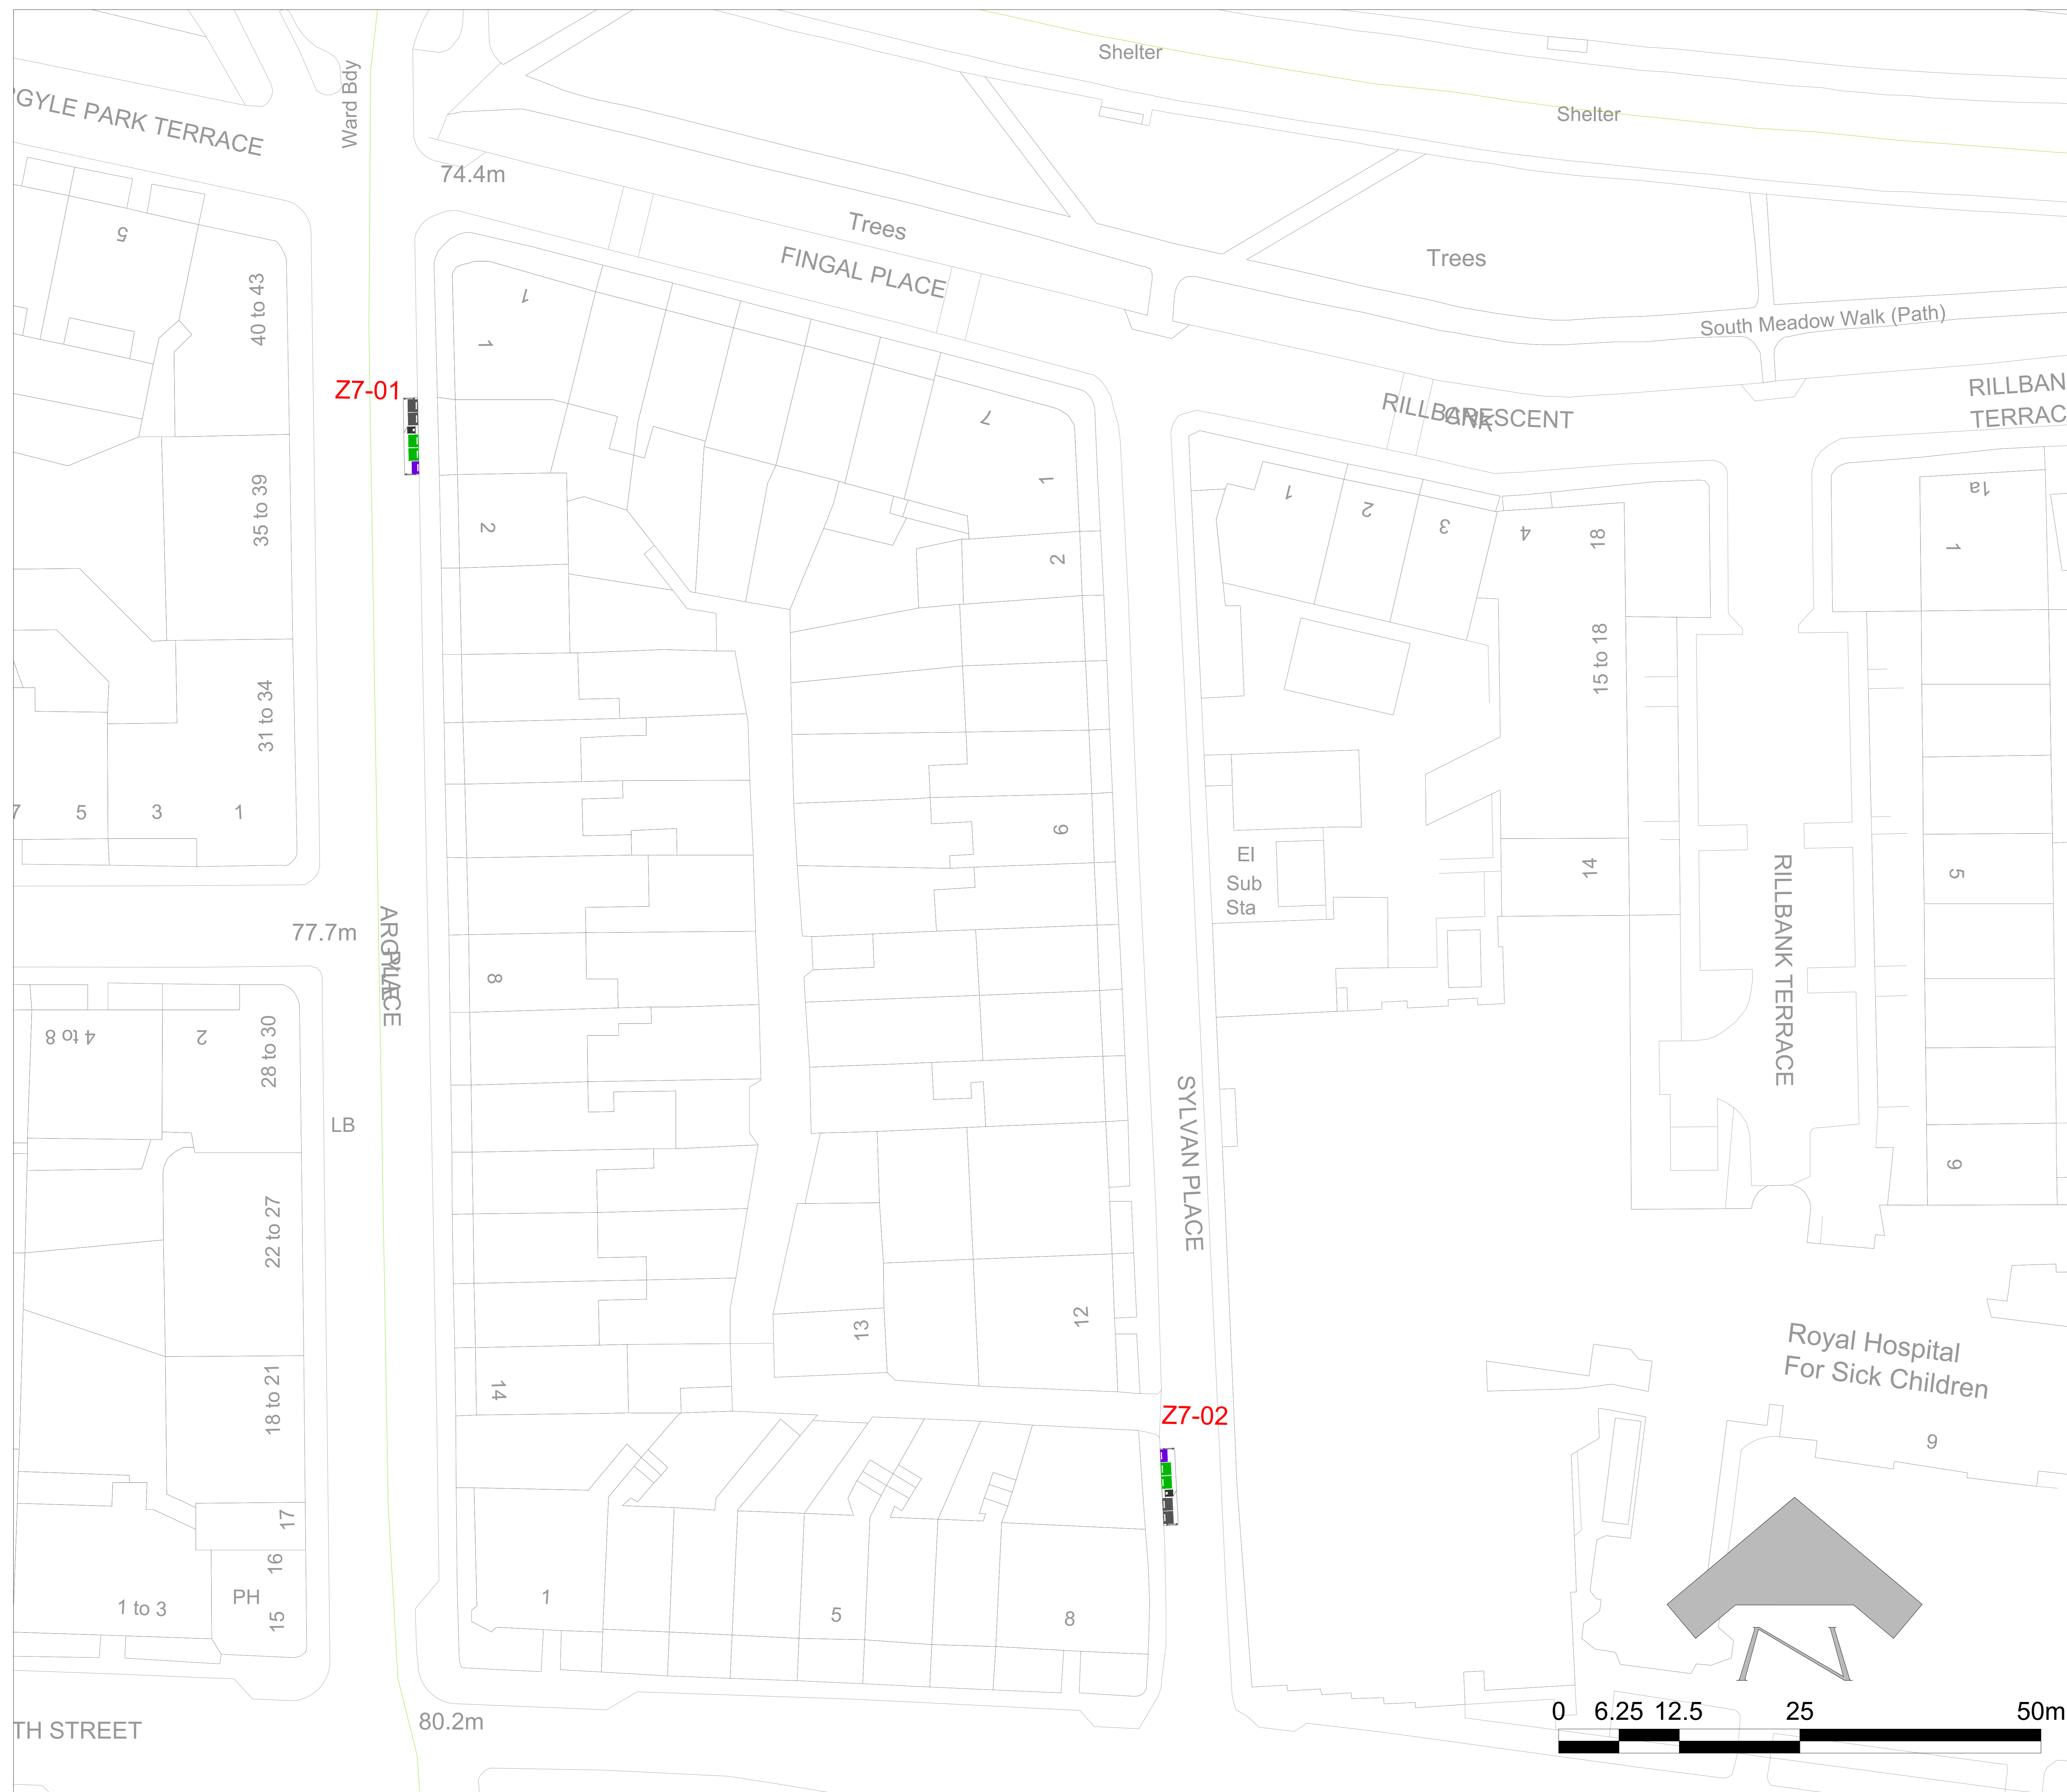 Shelter
Ward Bdy
GYLE PARK TERRACE
Shelter
74.4m
Trees
FINGAL PLACE
Trees
South Meadow Walk (Path)
5
40 to 43
1
1
Z7-01
7
RILLBANK
CRESCENT
RILLBAN
TERRAC
35 to 39
2
1
2
1
2
3
4
18
1
1a
31 to 34
15 to 18
7
5
3
1
9
El
Sub
Sta
14
RILLBANK TERRACE
5
77.7m
ARGYLE
PLACE
8
4 to 8
2
28 to 30
LB
SYLVAN PLACE
9
22 to 27
13
12
Royal Hospital
For Sick Children
18 to 21
14
Z7-02
9
17
16
PH
15
1 to 3
1
5
8
TH STREET
80.2m
0 6.25 12.5 25 50m
N